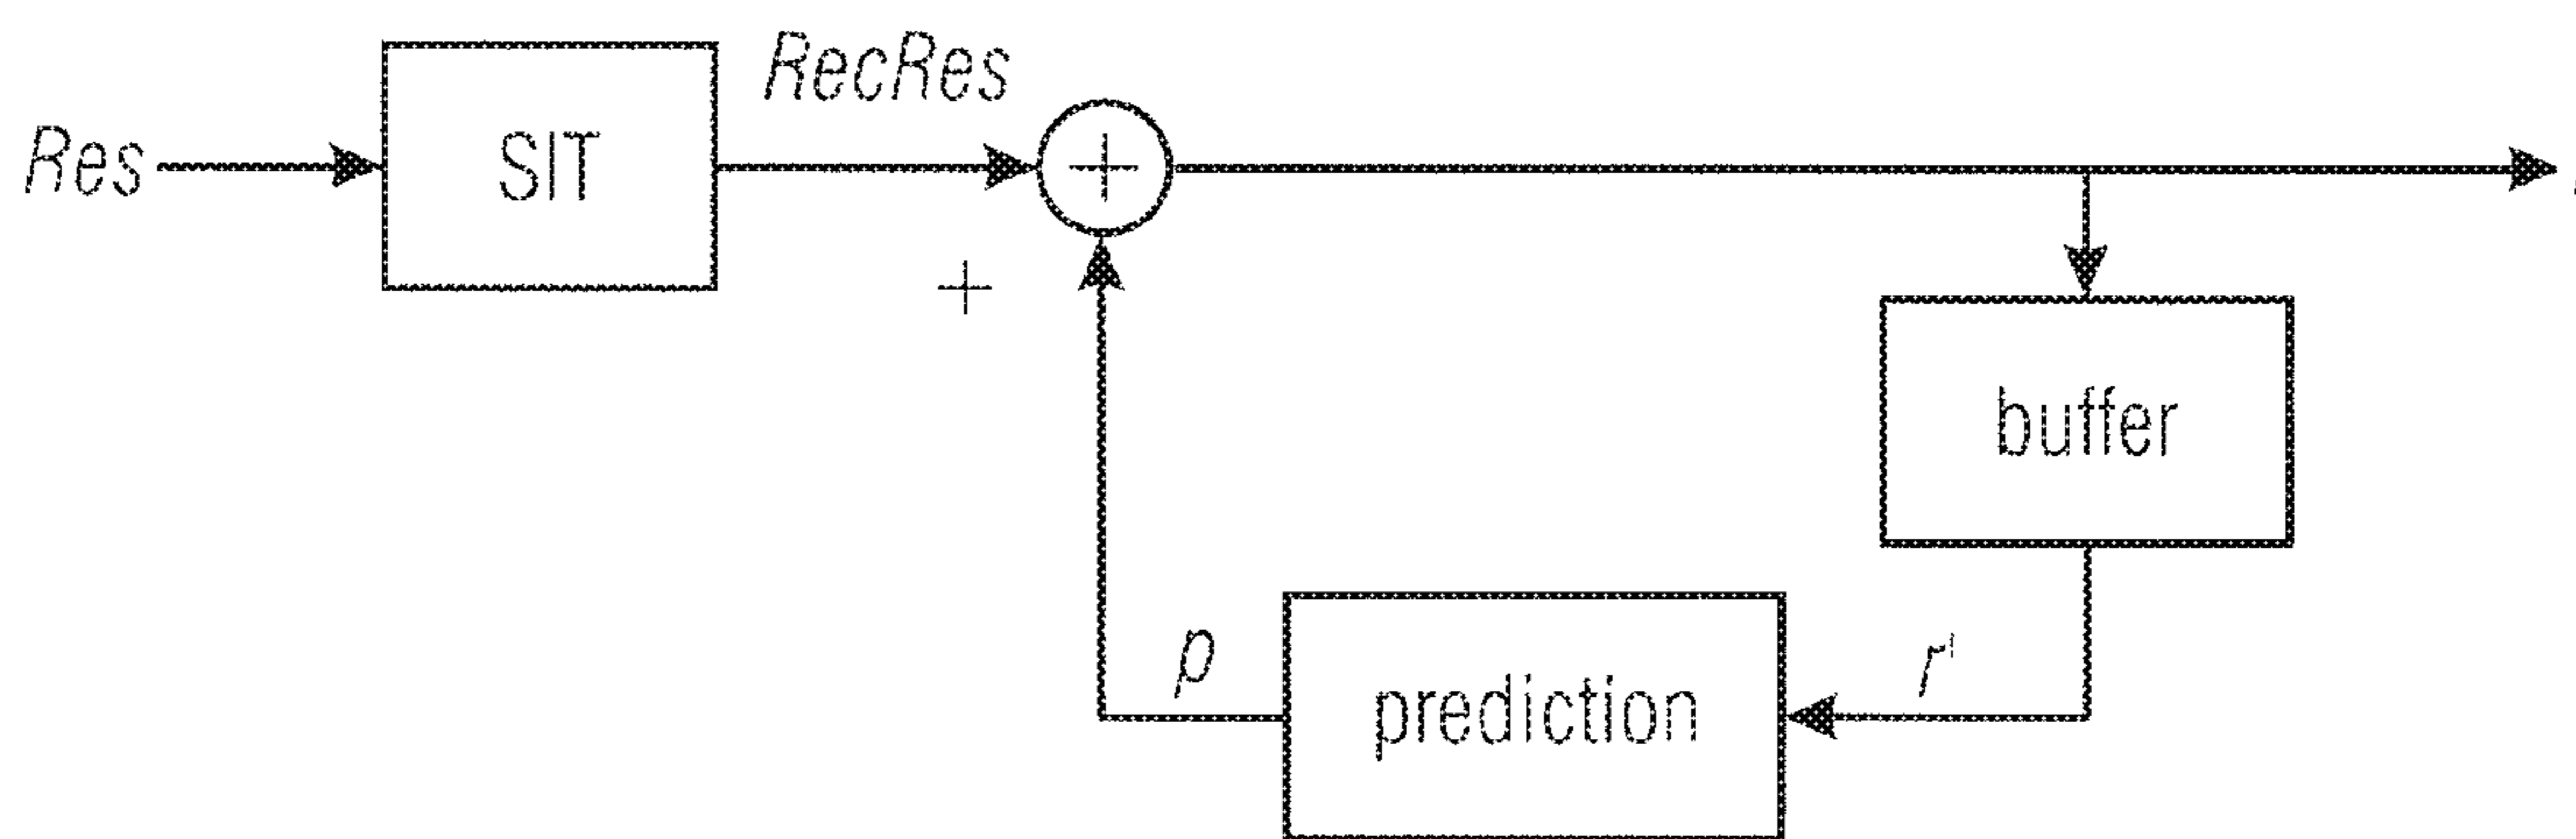 RecRes
Res
SIT
+
+
buffer
p
prediction
r'